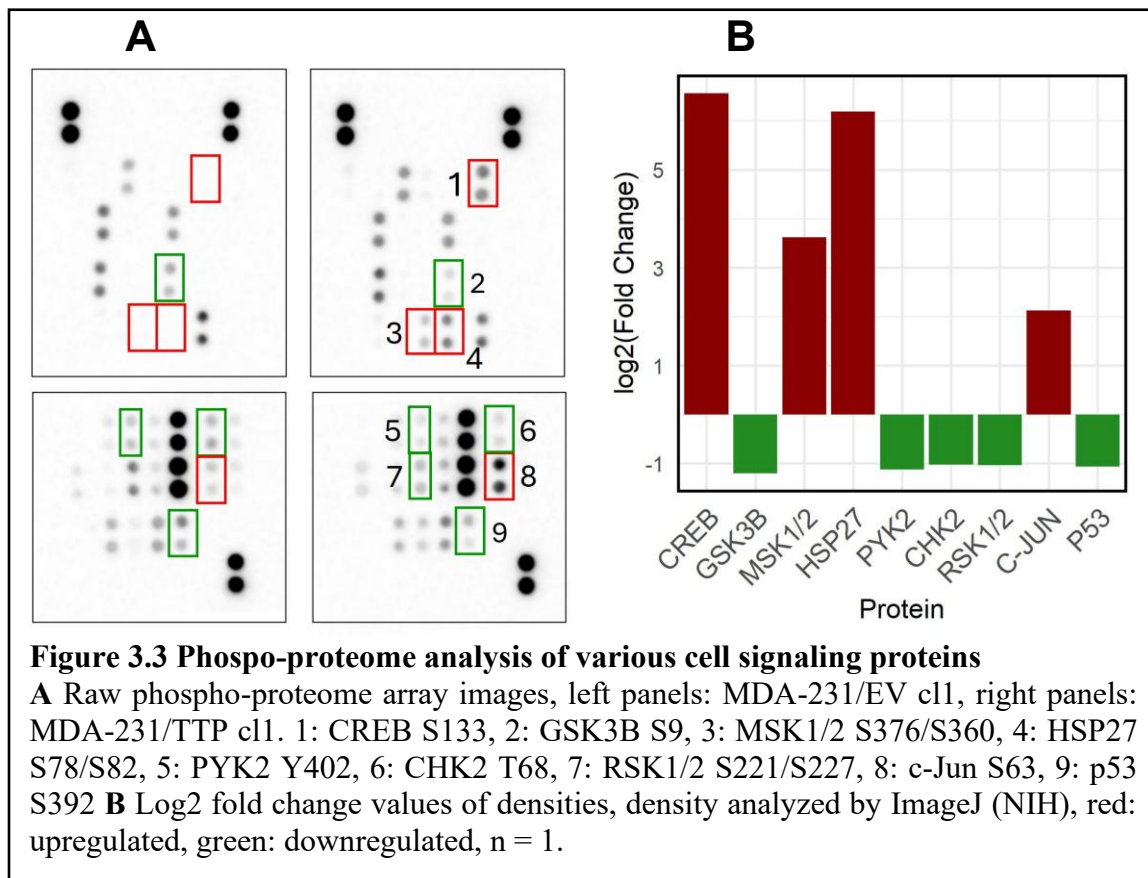 A
B
1
2
3
4
5
6
7
8
9
log2(Fold Change)
5
3
1
-1
CREB
GSK3B
MSK1/2
HSP27
PYK2
CHK2
RSK1/2
C-JUN
P53
Protein
Figure 3.3 Phospo-proteome analysis of various cell signaling proteins
A Raw phospho-proteome array images, left panels: MDA-231/EV cl1, right panels:
MDA-231/TTP cl1. 1: CREB S133, 2: GSK3B S9, 3: MSK1/2 S376/S360, 4: HSP27
S78/S82, 5: PYK2 Y402, 6: CHK2 T68, 7: RSK1/2 S221/S227, 8: c-Jun S63, 9: p53
S392 B Log2 fold change values of densities, density analyzed by ImageJ (NIH), red:
upregulated, green: downregulated, n = 1.